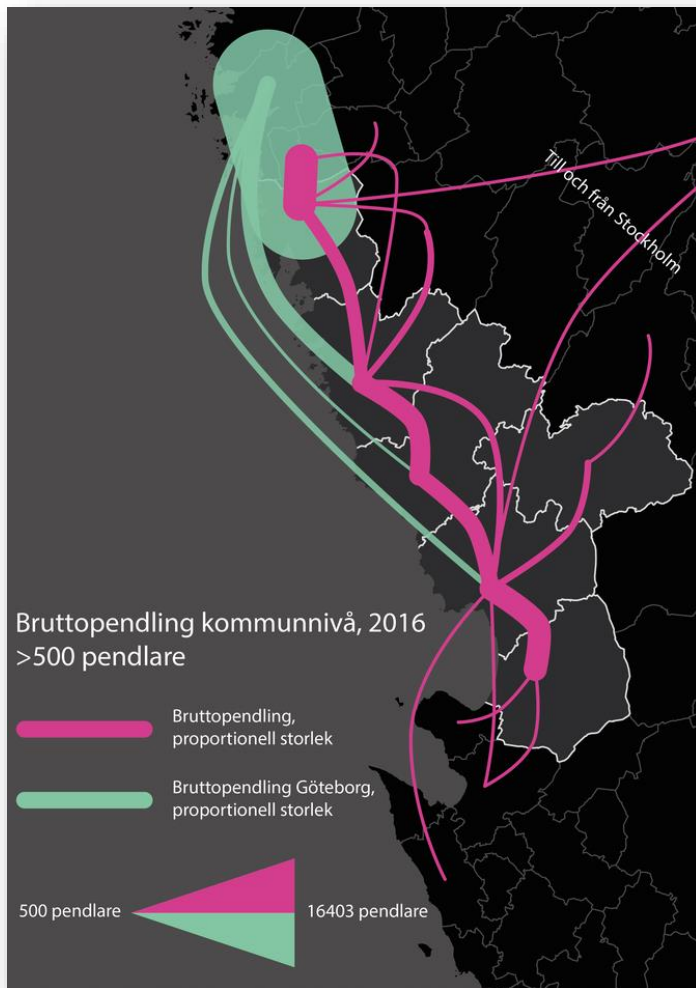 Till och från Stockholm
Bruttopendling kommunnivå, 2016
>500 pendlare
Bruttopendling,
proportionell storlek
Bruttopendling Göteborg,
proportionell storlek
500 pendlare
16403 pendlare